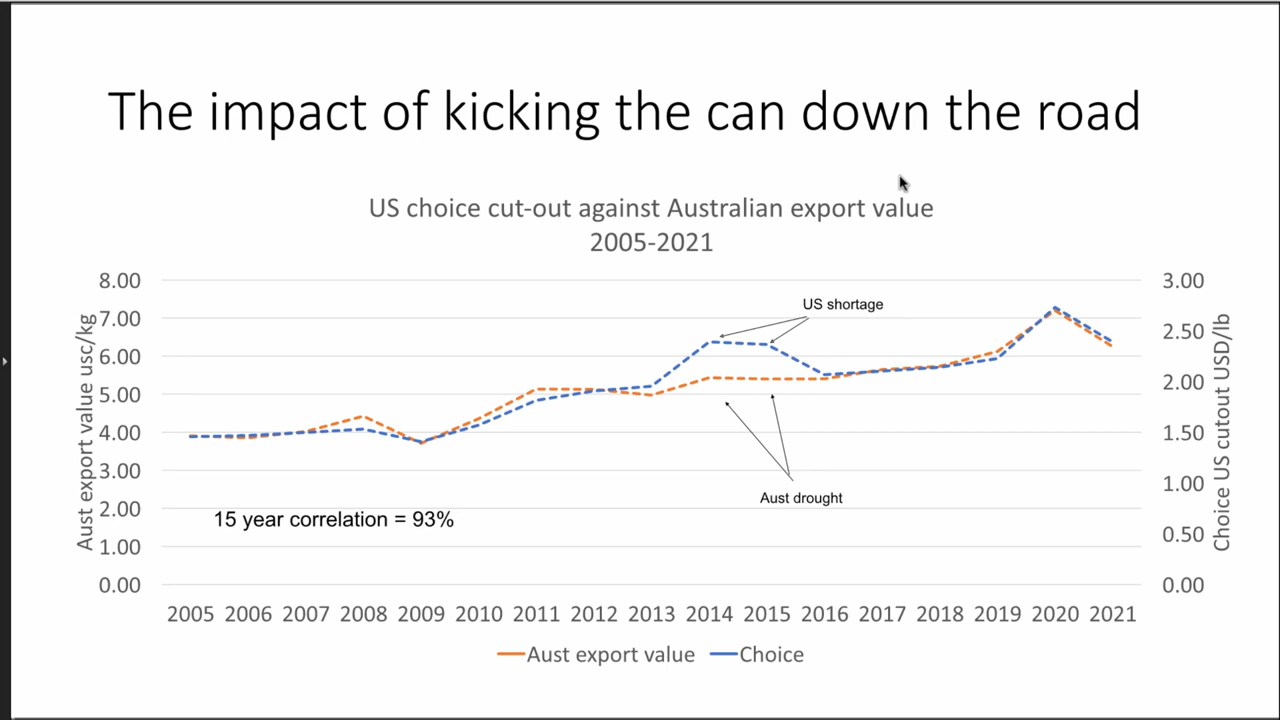 The impact of kicking the can down the road
US choice cut-out against Australian export value
2005-2021
8.00
7.00
6.00
5.00
4.00
3.00
2.00
1.00
0.00
Aust export value usc/kg
3.00
2.50
2.00
1.50
1.00
0.50
0.00
Choice US cutout USD/lb
US shortage
Aust drought
15 year correlation = 93%
2005 2006 2007 2008 2009 2010 2011 2012 2013 2014 2015 2016 2017 2018 2019 2020 2021
Aust export value Choice